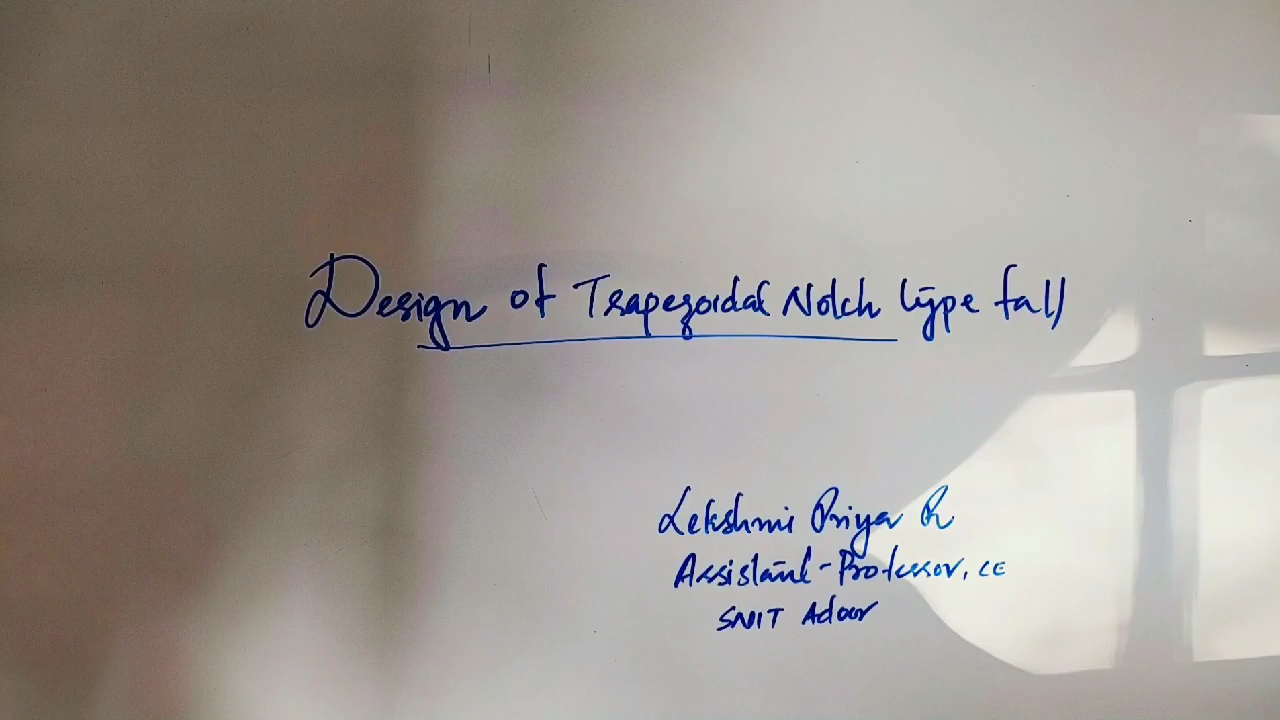 Design of Trapezoidal Notch type fall
Lekshmi Priya R
Assistant-Professor, CE
SNIT Adoor